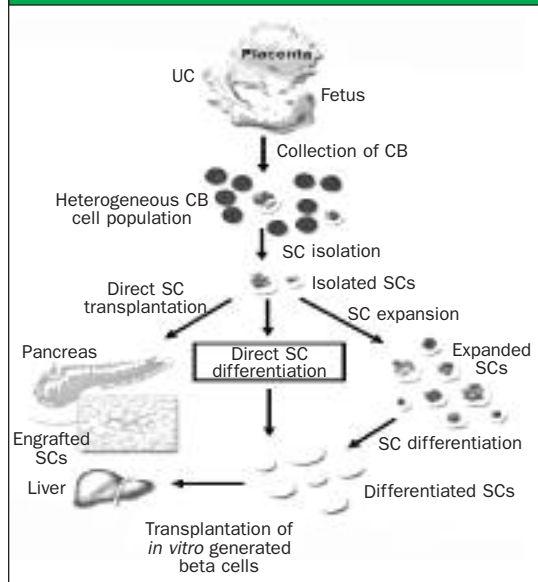 Placenta
UC
Fetus
Collection of CB
Heterogeneous CB
cell population
SC isolation
Isolated SCs
Direct SC
transplantation
SC expansion
Pancreas
Direct SC
differentiation
Expanded
SCs
Engrafted
SCs
SC differentiation
Liver
Differentiated SCs
Transplantation of
in vitro generated
beta cells